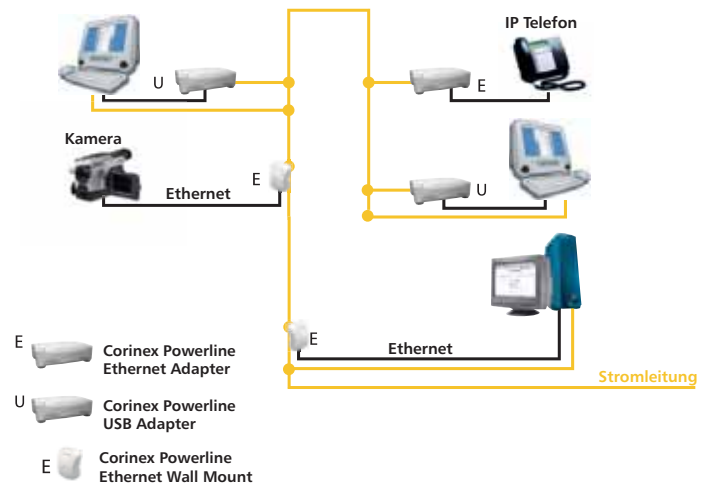 IP Telefon
U
E
Kamera
E
Ethernet
U
E
Ethernet
Stromleitung
E
Corinex Powerline
Ethernet Adapter
U
Corinex Powerline
USB Adapter
E
Corinex Powerline
Ethernet Wall Mount